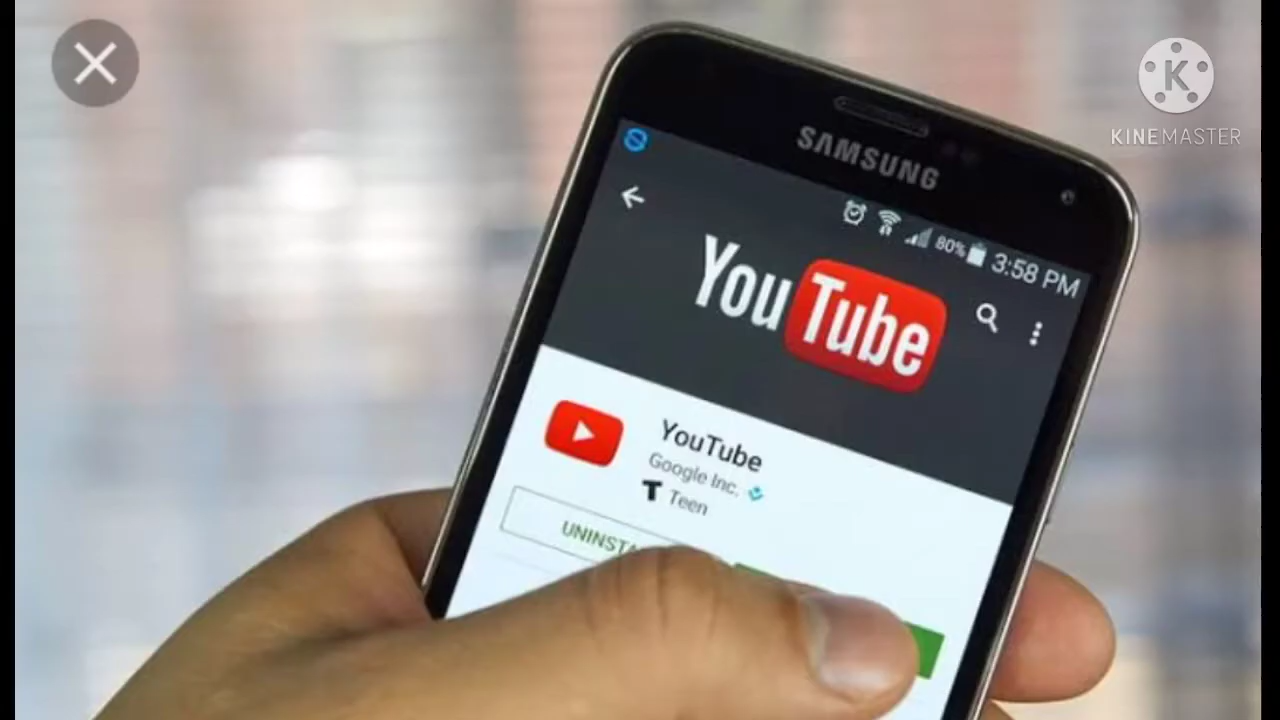 K
KINEMASTER
SAMSUNG
80% 3:58 PM
YouTube
YouTube
Google Inc.
T Teen
UNINSTA